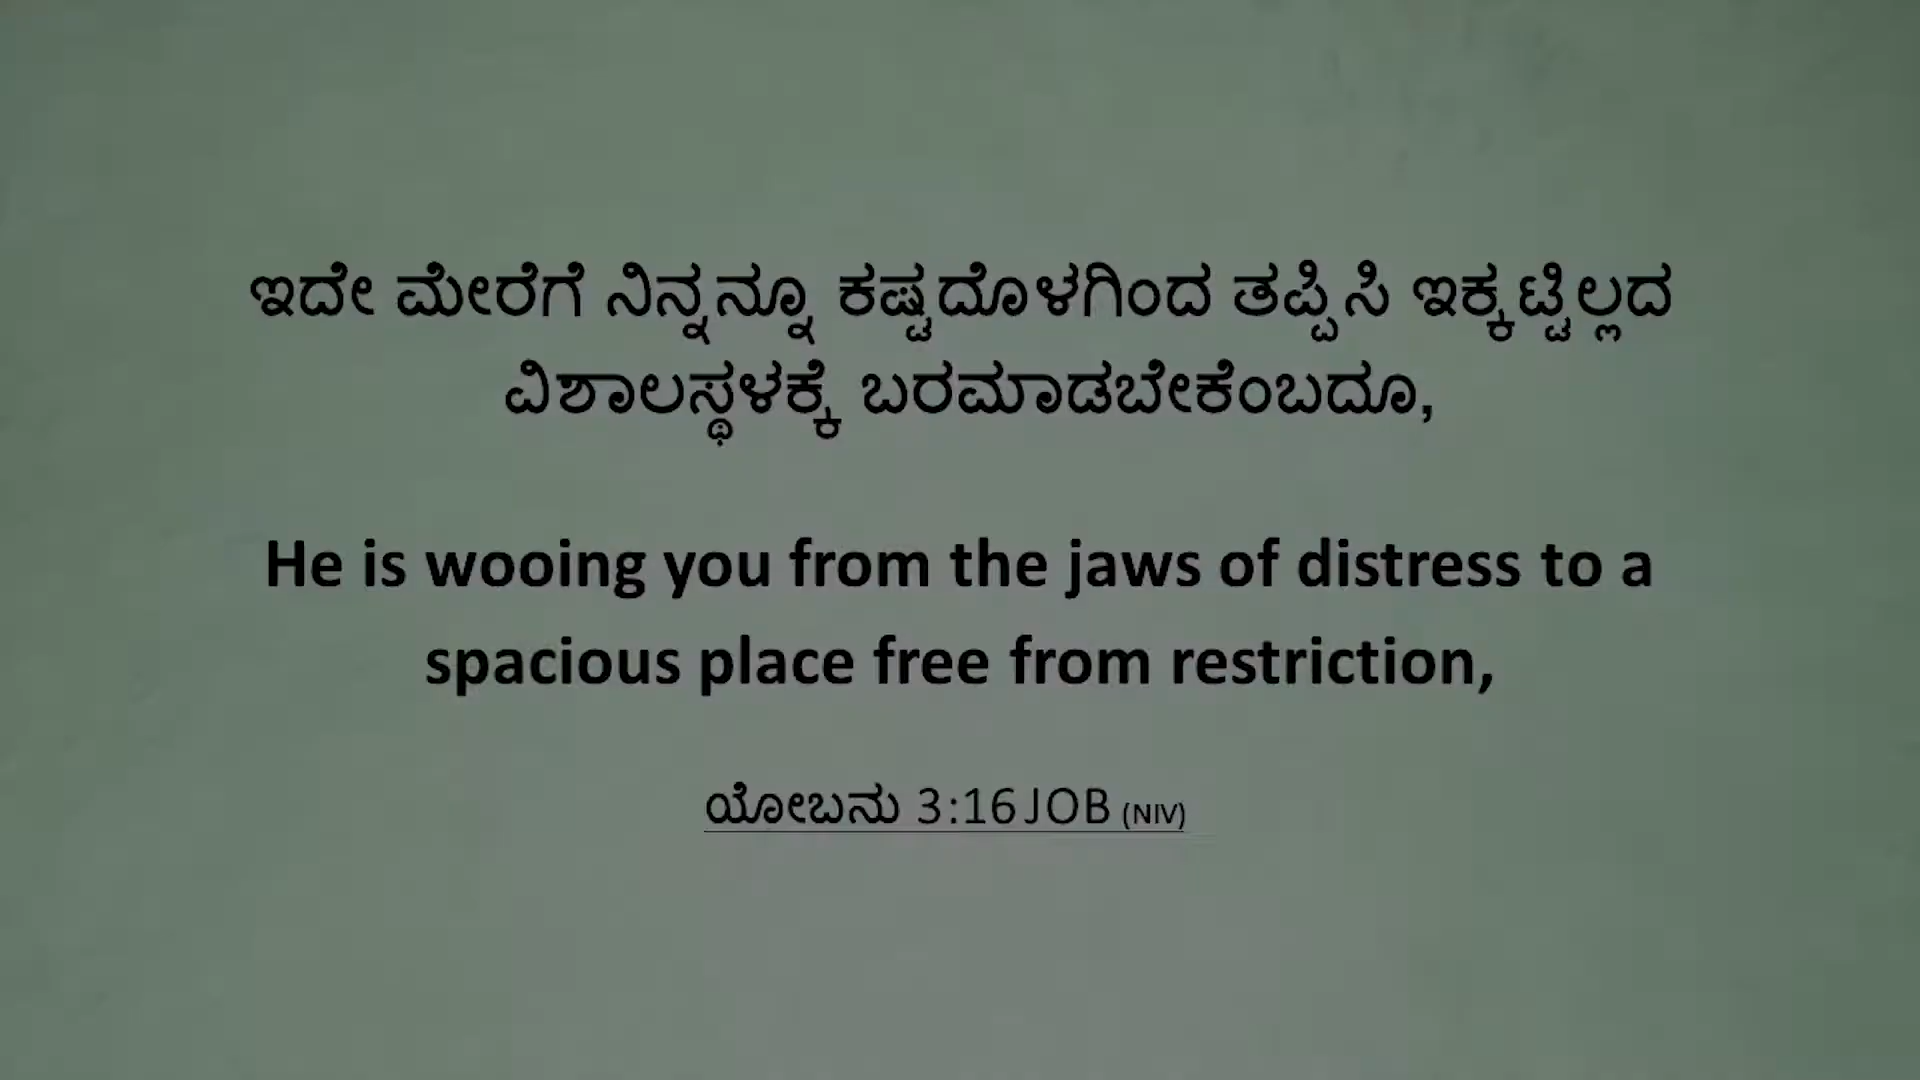 ಇದೇ ಮೇರೆಗೆ ನಿನ್ನನ್ನೂ ಕಷ್ಟದೊಳಗಿಂದ ತಪ್ಪಿಸಿ ಇಕ್ಕಟ್ಟಿಲ್ಲದ
ವಿಶಾಲಸ್ಥಳಕ್ಕೆ ಬರಮಾಡಬೇಕೆಂಬದೂ,
He is wooing you from the jaws of distress to a
spacious place free from restriction,
ಯೋಬನು 3:16 JOB (NIV)